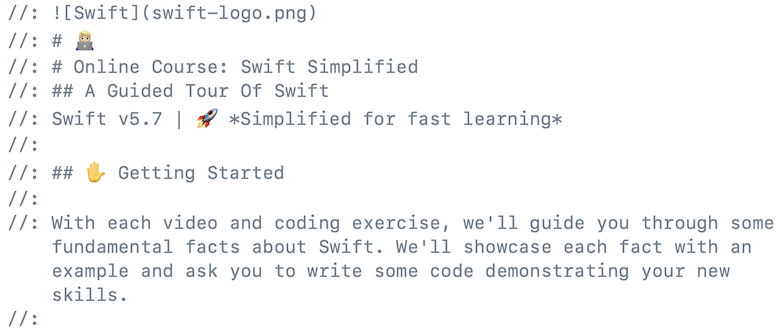 //: ![Swift](swift-logo.png)
//: # 👩🏼‍💻
//: # Online Course: Swift Simplified
//: ## A Guided Tour Of Swift
//: Swift v5.7 | 🚀 *Simplified for fast learning*
//:
//: ## ✋ Getting Started
//:
//: With each video and coding exercise, we'll guide you through some
fundamental facts about Swift. We'll showcase each fact with an
example and ask you to write some code demonstrating your new
skills.
//: